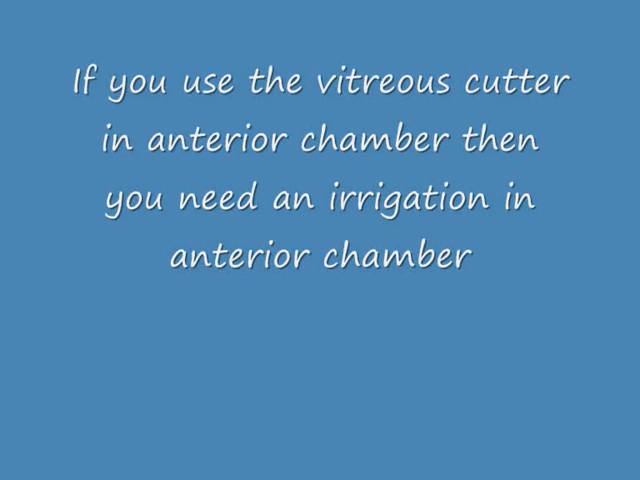 If you use the vitreous cutter
in anterior chamber then
you need an irrigation in
anterior chamber